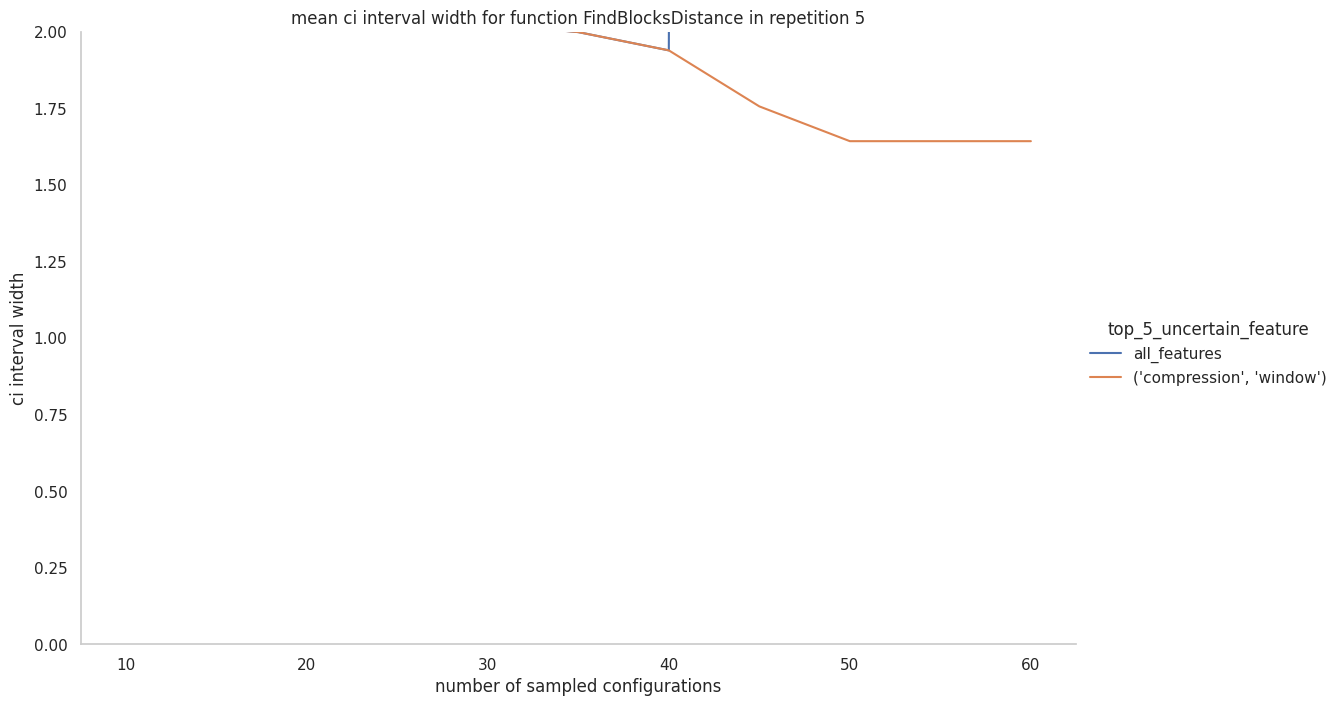 mean ci interval width for function FindBlocksDistance in repetition 5
2.00
1.75
1.50
1.25
1.00
0.75
0.50
0.25
0.00
ci interval width
10 20 30 40 50 60
number of sampled configurations
top_5_uncertain_feature
all_features
('compression', 'window')